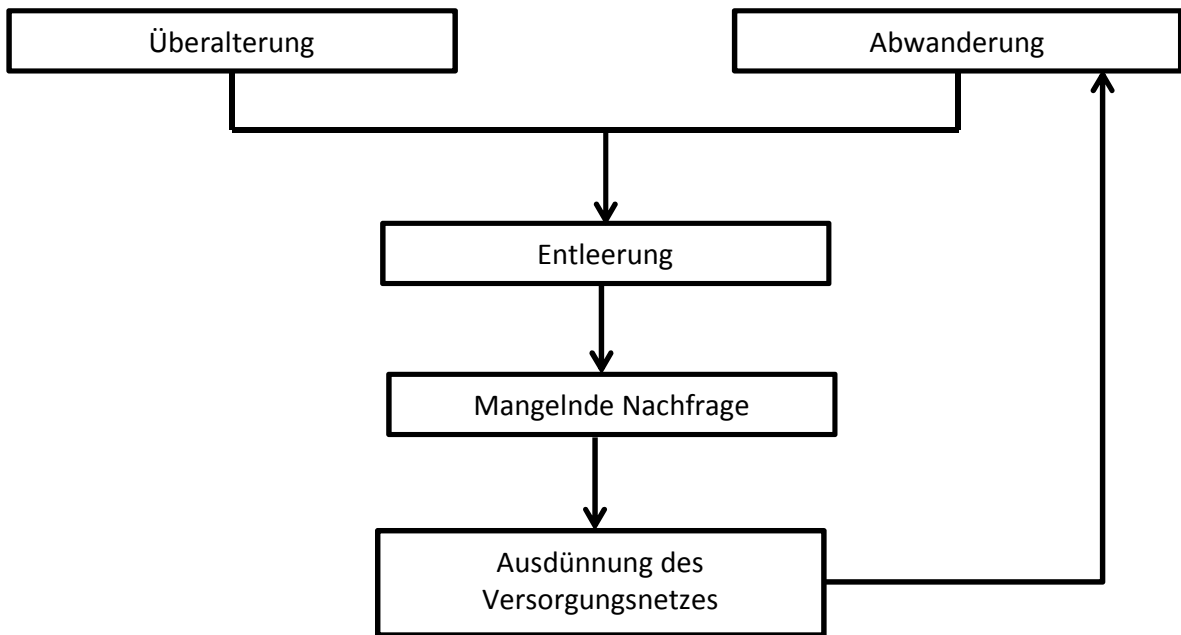 Überalterung
Abwanderung
Entleerung
Mangelnde Nachfrage
Ausdünnung des
Versorgungsnetzes